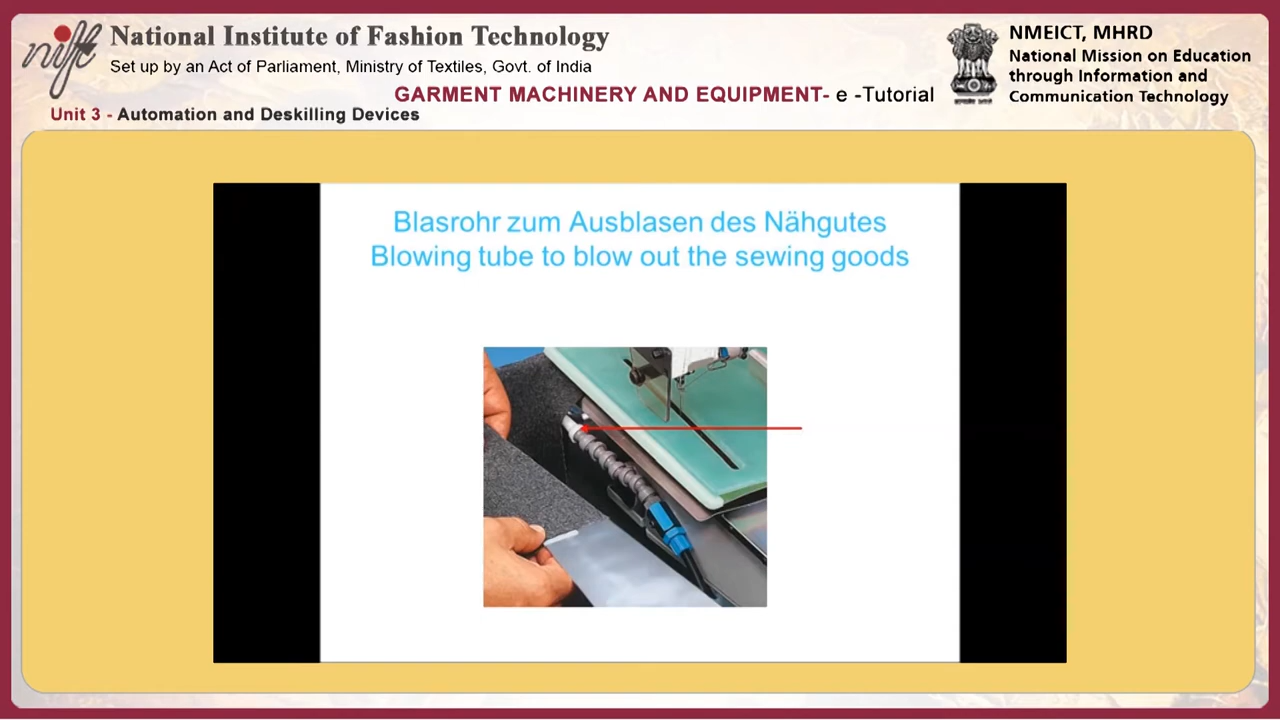 nift
National Institute of Fashion Technology
Set up by an Act of Parliament, Ministry of Textiles, Govt. of India
GARMENT MACHINERY AND EQUIPMENT- e -Tutorial
Unit 3 - Automation and Deskilling Devices
NMEICT, MHRD
National Mission on Education
through Information and
Communication Technology
Blasrohr zum Ausblasen des Nähgutes
Blowing tube to blow out the sewing goods